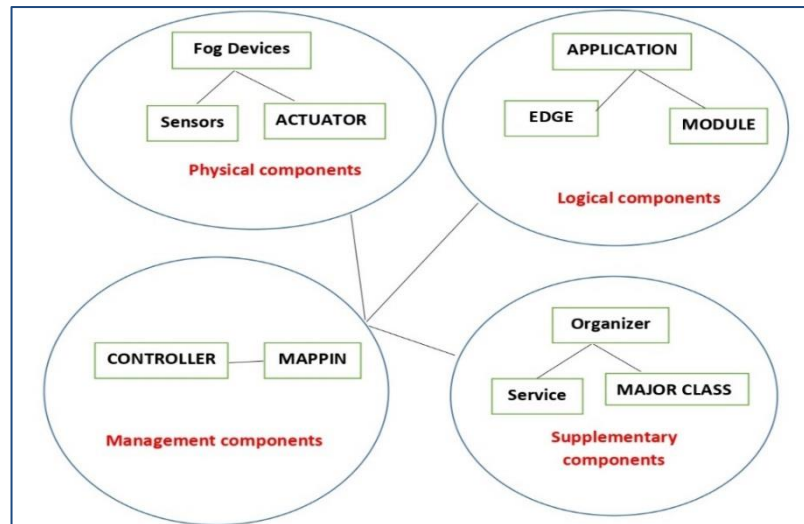 Fog Devices
Sensors
ACTUATOR
Physical components
APPLICATION
EDGE
MODULE
Logical components
CONTROLLER
MAPPIN
Management components
Organizer
Service
MAJOR CLASS
Supplementary
components